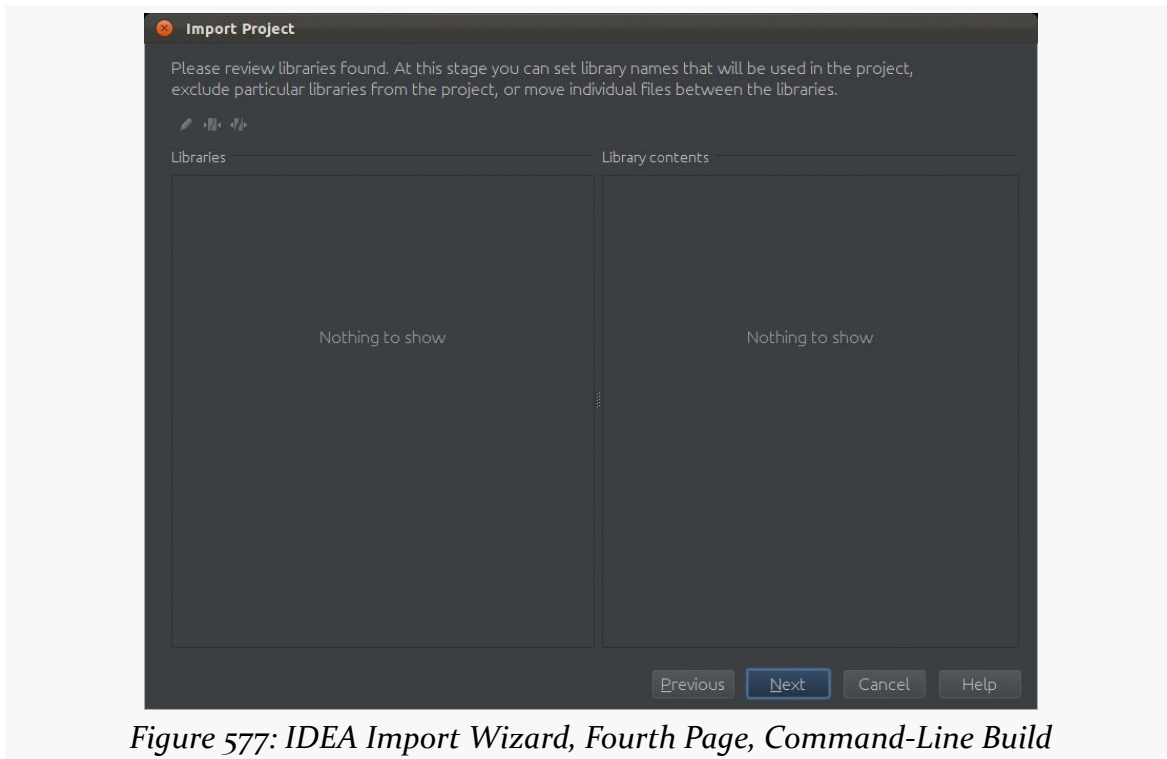 Import Project
Please review libraries found. At this stage you can set library names that will be used in the project,
exclude particular libraries from the project, or move individual files between the libraries.
Libraries
Library contents
Nothing to show
Nothing to show
Previous
Next
Cancel
Help
Figure 577: IDEA Import Wizard, Fourth Page, Command-Line Build